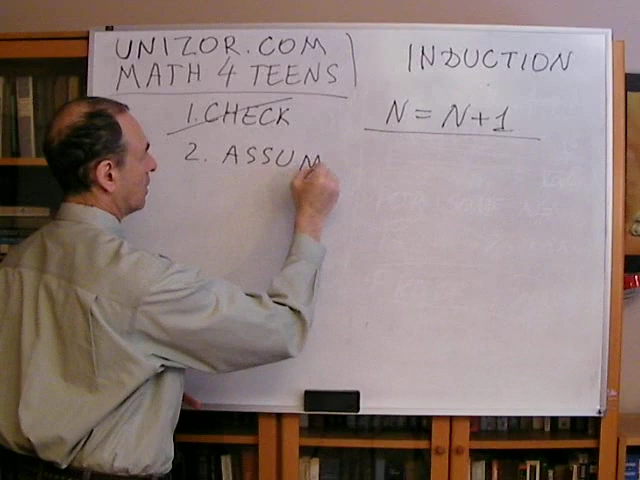 UNIZOR.COM
MATH 4 TEENS
1. CHECK
2. ASSUM
INDUCTION
N = N+1